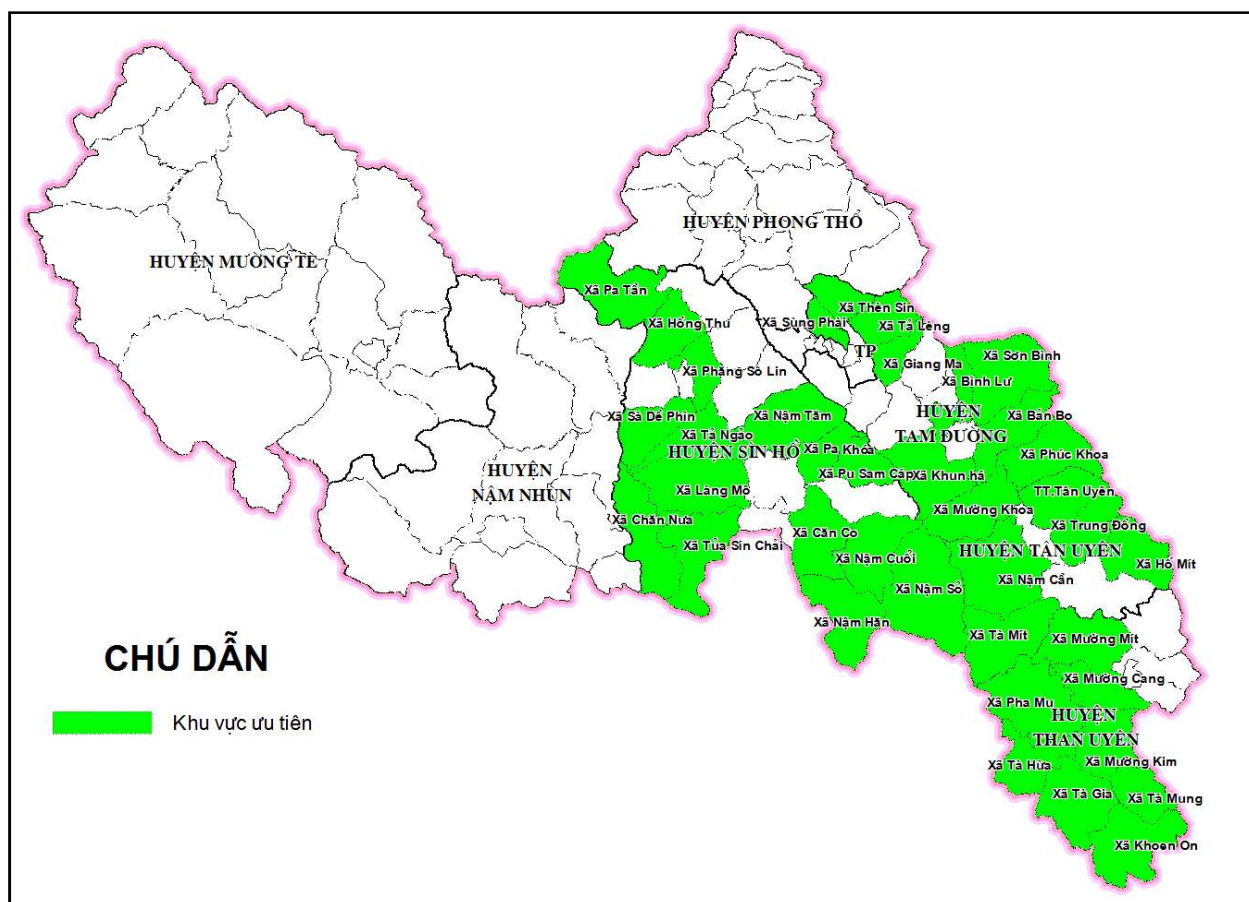 HUYỆN PHONG THỔ
HUYỆN MƯỜNG TÈ
Xã Pa Tần
Xã Thèn Sin
Xã Hồng Thu
Xã Sùng Phài
Xã Tả Lèng
TP
Xã Sơn Bình
Xã Giang Ma
Xã Phăng Sô Lin
Xã Bình Lư
Xã Sà Dề Phìn
Xã Nậm Tăm
HUYỆN
TAM ĐƯỜNG
Xã Bản Bo
Xã Tả Ngảo
HUYỆN SÌN HỒ
Xã Pa Khóa
Xã Phúc Khoa
HUYỆN
NẬM NHÙN
Xã Pu Sam Cáp
Xã Khun há
Xã Làng Mô
TT.Tân Uyên
Xã Mường Khoa
Xã Chăn Nưa
Xã Trung Đồng
Xã Căn Co
Xã Tủa Sín Chải
HUYỆN TÂN UYÊN
Xã Nậm Cuổi
Xã Hố Mít
Xã Nậm Cần
Xã Nậm Sỏ
Xã Nậm Hăn
Xã Tà Mít
Xã Mường Mít
CHÚ DẪN
Xã Mường Cang
Xã Pha Mu
Khu vực ưu tiên
HUYỆN
THAN UYÊN
Xã Tà Hừa
Xã Mường Kim
Xã Tà Gia
Xã Tà Mung
Xã Khoen On